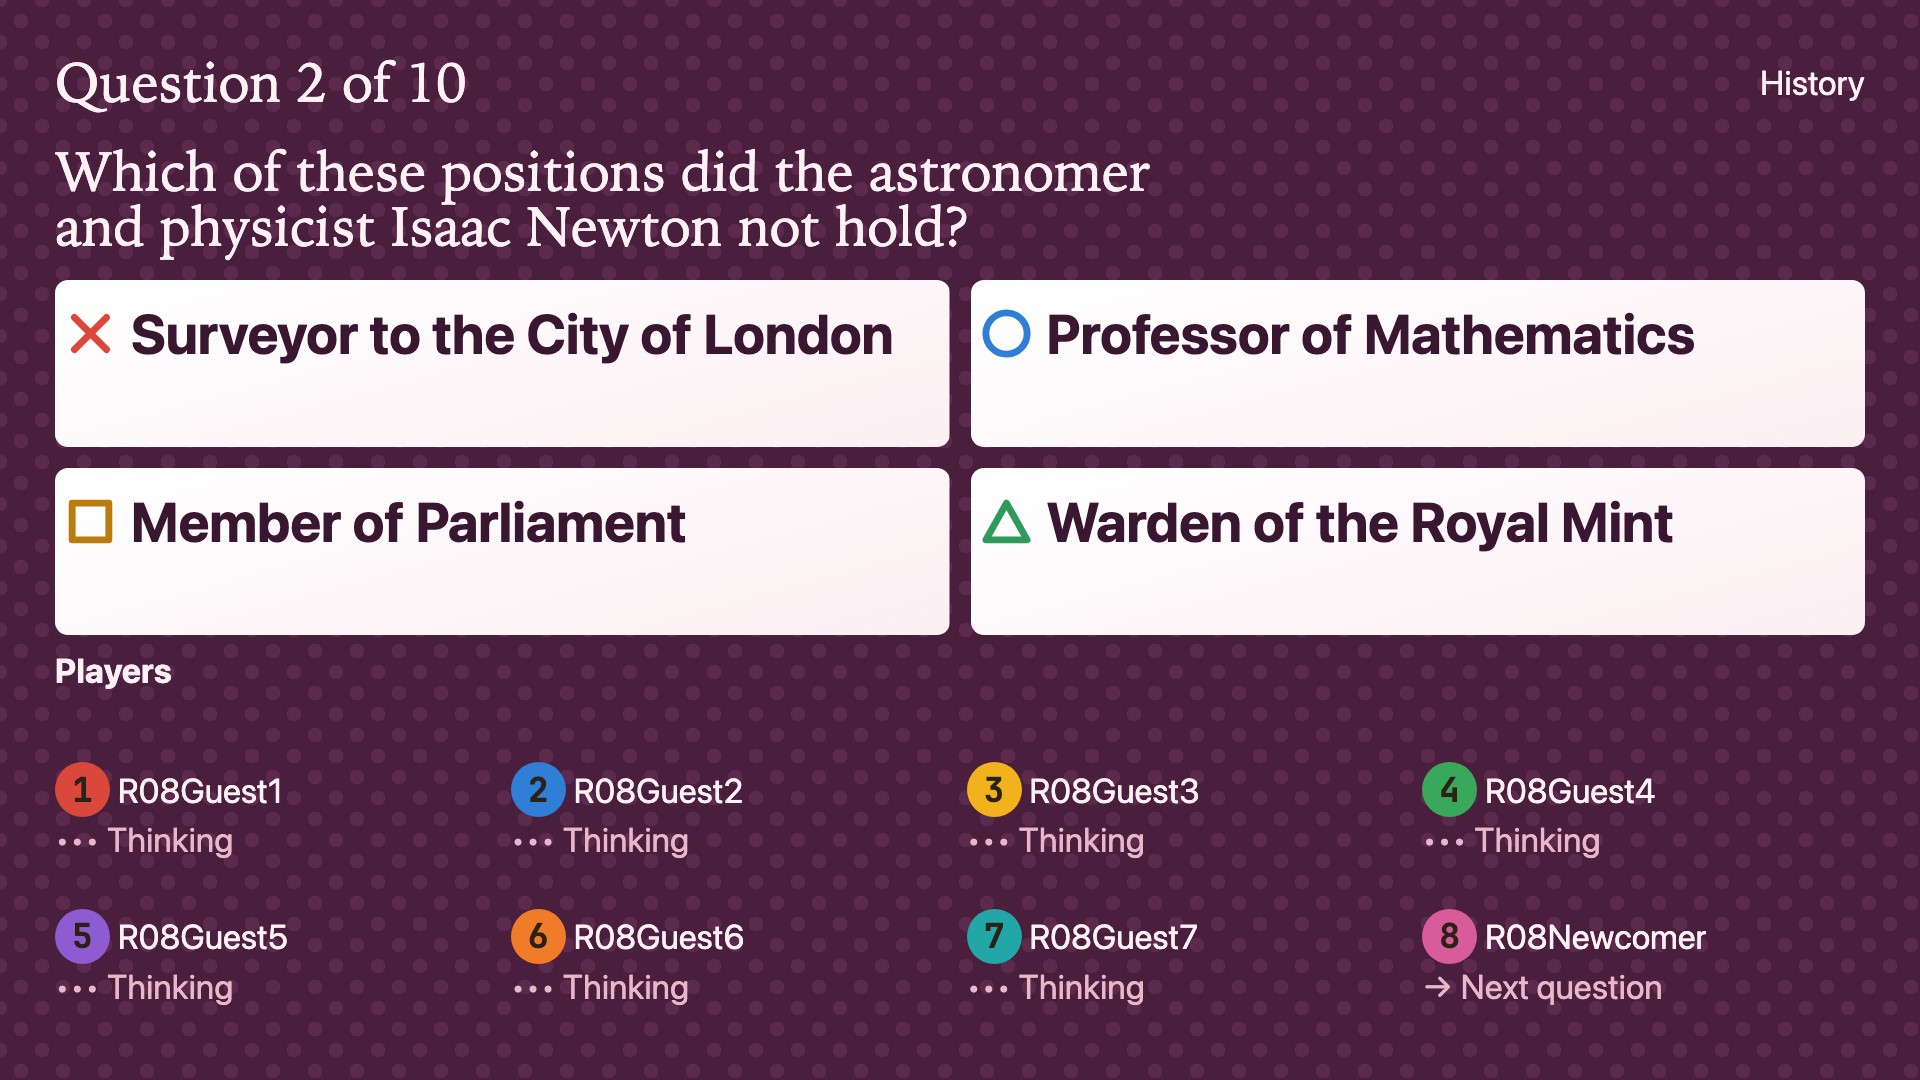 Question 2 of 10
History
Which of these positions did the astronomer
and physicist Isaac Newton not hold?
Surveyor to the City of London
Professor of Mathematics
Member of Parliament
Warden of the Royal Mint
Players
1 R08Guest1
... Thinking
2 R08Guest2
... Thinking
3 R08Guest3
... Thinking
4 R08Guest4
... Thinking
5 R08Guest5
... Thinking
6 R08Guest6
... Thinking
7 R08Guest7
... Thinking
8 R08Newcomer
→ Next question